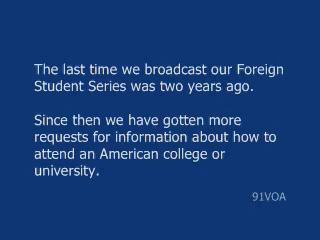 The last time we broadcast our Foreign
Student Series was two years ago.
Since then we have gotten more
requests for information about how to
attend an American college or
university.
91VOA